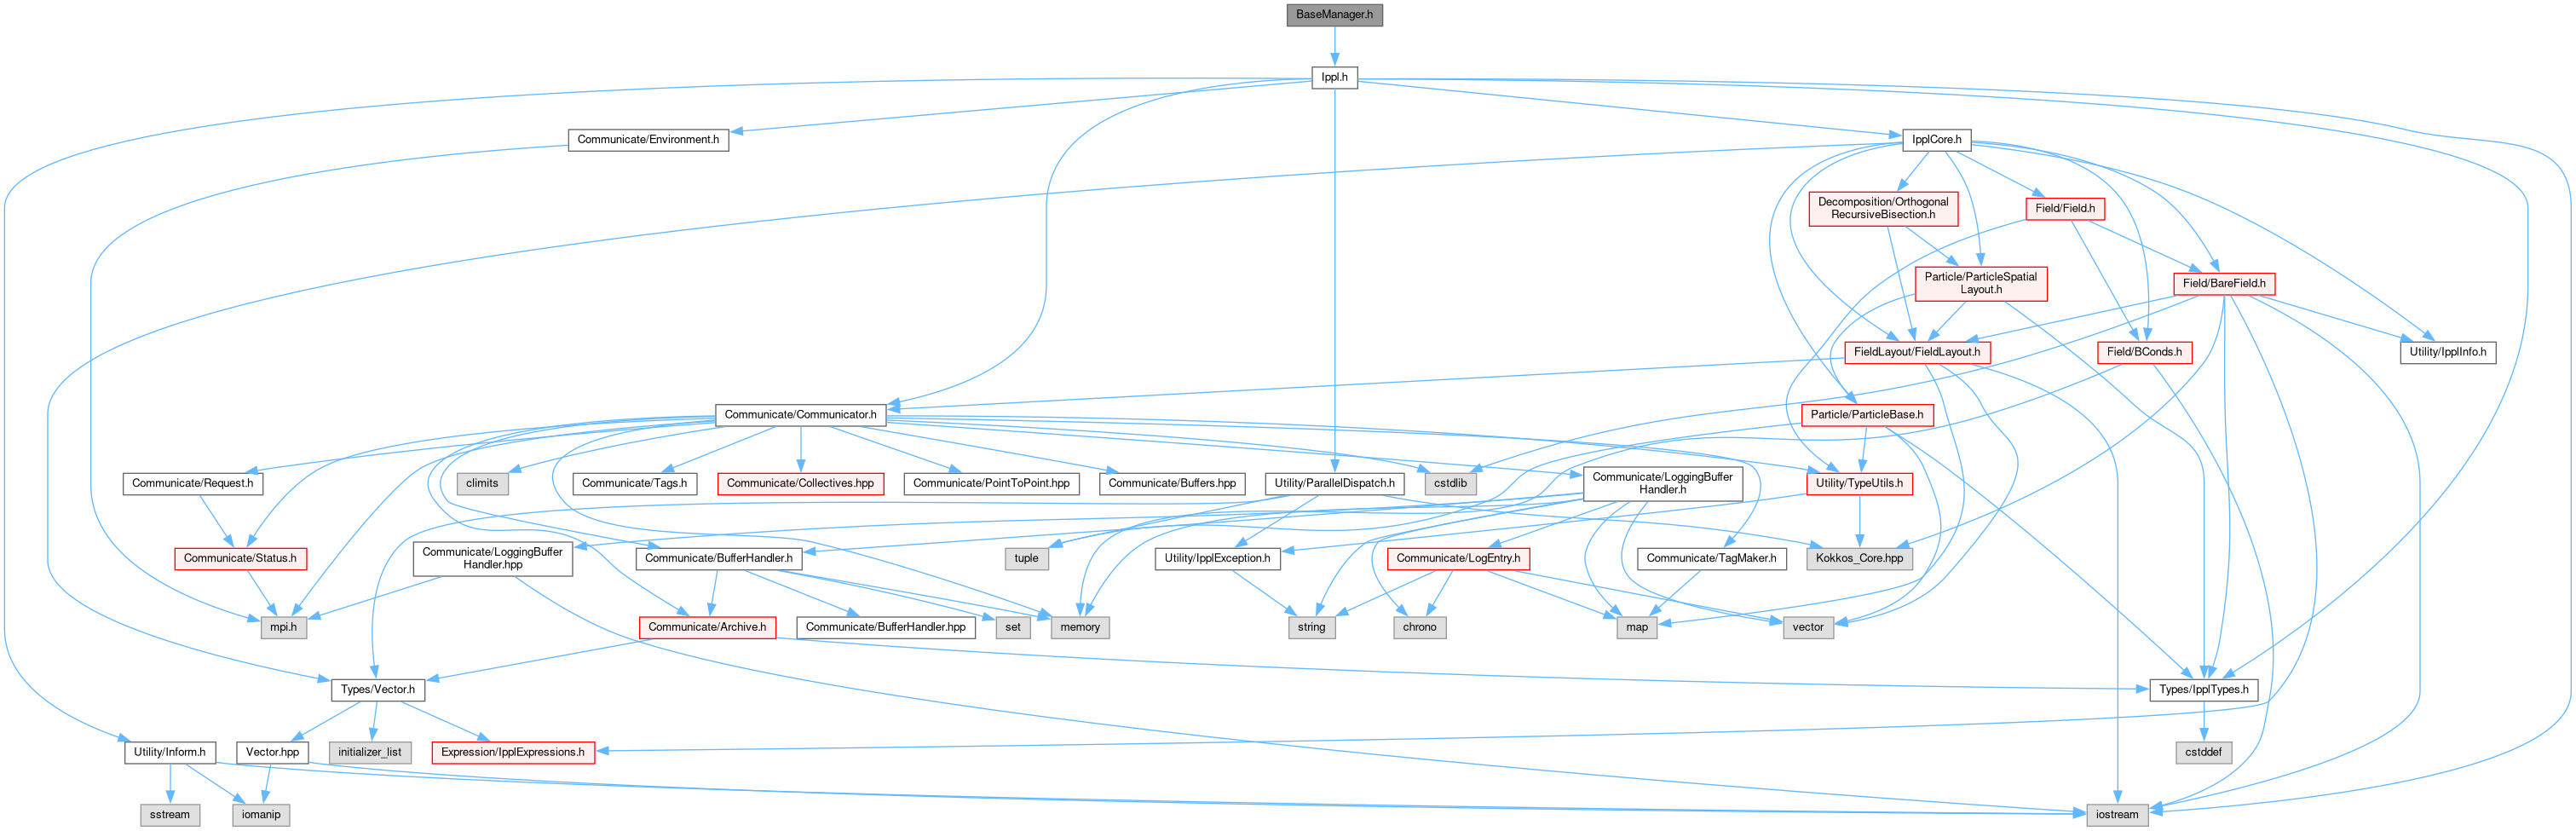 BaseManager.h
Ippl.h
Communicate/Environment.h
IpplCore.h
Decomposition/Orthogonal
RecursiveBisection.h
Field/Field.h
Particle/ParticleSpatial
Layout.h
Field/BareField.h
FieldLayout/FieldLayout.h
Field/BConds.h
Utility/IpplInfo.h
Communicate/Communicator.h
Particle/ParticleBase.h
Communicate/Request.h
climits
Communicate/Tags.h
Communicate/Collectives.hpp
Communicate/PointToPoint.hpp
Communicate/Buffers.hpp
cstdlib
Utility/ParallelDispatch.h
Communicate/LoggingBuffer
Handler.h
Utility/TypeUtils.h
Communicate/Status.h
Communicate/LoggingBuffer
Handler.hpp
Communicate/BufferHandler.h
tuple
Utility/IpplException.h
Communicate/LogEntry.h
Communicate/TagMaker.h
Kokkos_Core.hpp
mpi.h
Communicate/Archive.h
Communicate/BufferHandler.hpp
set
memory
string
chrono
map
vector
Types/Vector.h
Types/IpplTypes.h
Utility/Inform.h
Vector.hpp
initializer_list
Expression/IpplExpressions.h
cstddef
sstream
iomanip
iostream